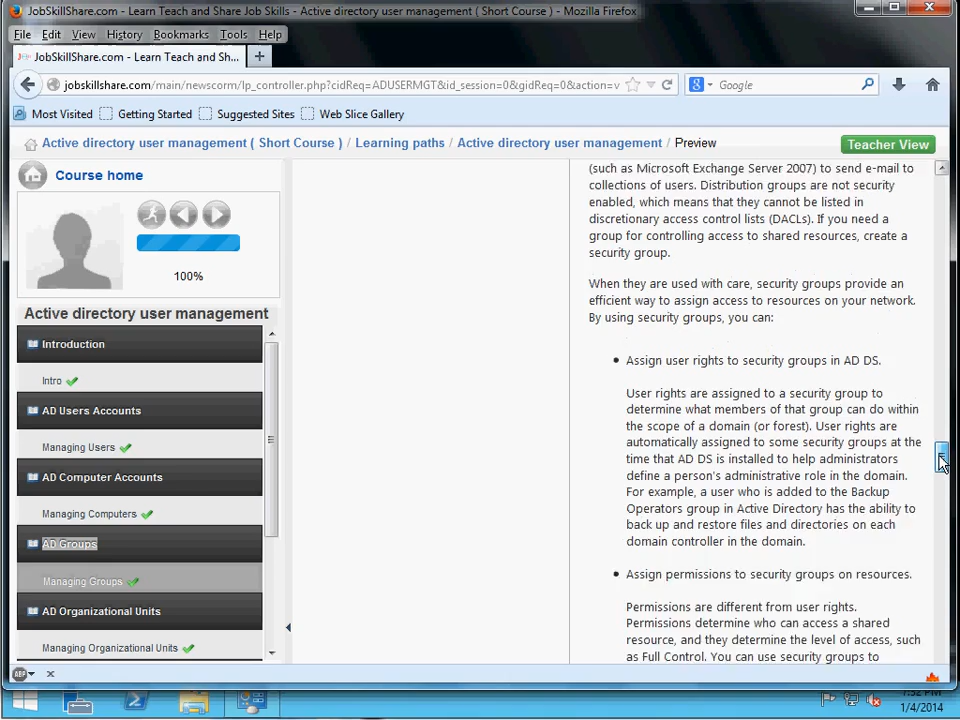 JobSkillShare.com - Learn Teach and Share Job Skills - Active directory user management ( Short Course ) - Mozilla Firefox
File Edit View History Bookmarks Tools Help
JobSkillShare.com - Learn Teach and Sh...
jobskillshare.com/main/newscorm/lp_controller.php?cidReq=ADUSERMGT&id_session=0&gidReq=0&action=v
Google
Most Visited Getting Started Suggested Sites Web Slice Gallery
Active directory user management ( Short Course ) / Learning paths / Active directory user management / Preview
Teacher View
Course home
100%
Active directory user management
Introduction
Intro
AD Users Accounts
Managing Users
AD Computer Accounts
Managing Computers
AD Groups
Managing Groups
AD Organizational Units
Managing Organizational Units
(such as Microsoft Exchange Server 2007) to send e-mail to
collections of users. Distribution groups are not security
enabled, which means that they cannot be listed in
discretionary access control lists (DACLs). If you need a
group for controlling access to shared resources, create a
security group.
When they are used with care, security groups provide an
efficient way to assign access to resources on your network.
By using security groups, you can:
• Assign user rights to security groups in AD DS.
User rights are assigned to a security group to
determine what members of that group can do within
the scope of a domain (or forest). User rights are
automatically assigned to some security groups at the
time that AD DS is installed to help administrators
define a person's administrative role in the domain.
For example, a user who is added to the Backup
Operators group in Active Directory has the ability to
back up and restore files and directories on each
domain controller in the domain.
• Assign permissions to security groups on resources.
Permissions are different from user rights.
Permissions determine who can access a shared
resource, and they determine the level of access, such
as Full Control. You can use security groups to
ABP
1:52 PM
1/4/2014